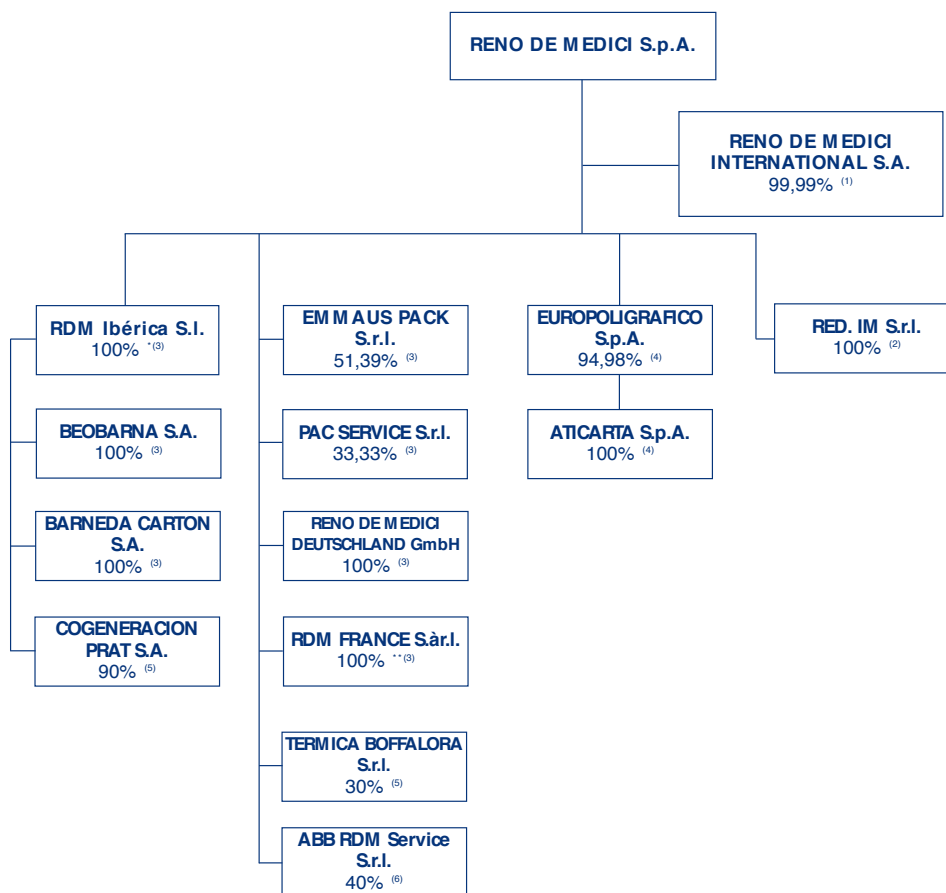 RENO DE MEDICI S.p.A.
RENO DE MEDICI
INTERNATIONAL S.A.
99,99% (1)
RDM Ibérica S.l.
100% *(3)
BEOBARNA S.A.
100% (3)
BARNEDA CARTON
S.A.
100% (3)
COGENERACION
PRAT S.A.
90% (5)
EMMAUS PACK
S.r.l.
51,39% (3)
PAC SERVICE S.r.l.
33,33% (3)
RENO DE MEDICI
DEUTSCHLAND GmbH
100% (3)
RDM FRANCE S.àr.l.
100% **(3)
TERMICA BOFFALORA
S.r.l.
30% (5)
ABB RDM Service
S.r.l.
40% (6)
EUROPOLIGRAFICO
S.p.A.
94,98% (4)
ATICARTA S.p.A.
100% (4)
RED. IM S.r.l.
100% (2)